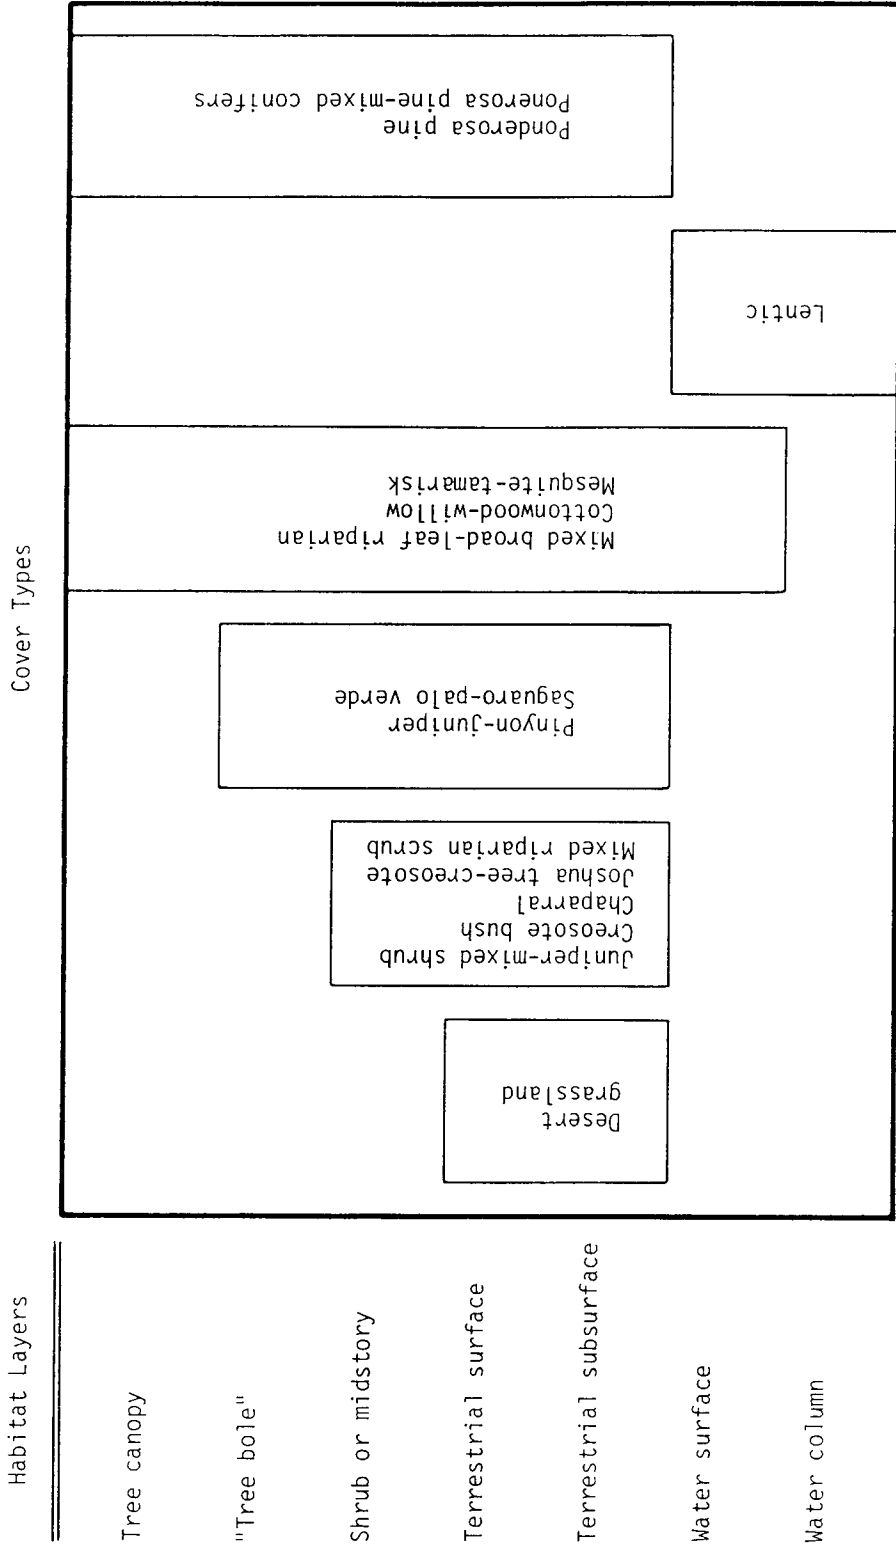 Habitat Layers
Cover Types
Tree canopy
"Tree bole"
Shrub or midstory
Terrestrial surface
Terrestrial subsurface
Water surface
Water column
Desert
grassland
Juniper-mixed shrub
Creosote bush
Chaparral
Joshua tree-creosote
Mixed riparian scrub
Pinyon-juniper
Saguaro-palo verde
Mixed broad-leaf riparian
Cottonwood-willow
Mesquite-tamarisk
Lentic
Ponderosa pine
Ponerosa pine-mixed conifers